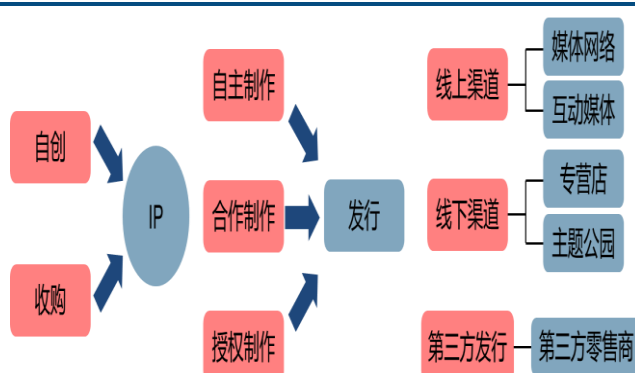 自创
收购
IP
自主制作
合作制作
授权制作
发行
线上渠道
媒体网络
互动媒体
线下渠道
专营店
主题公园
第三方发行
第三方零售商